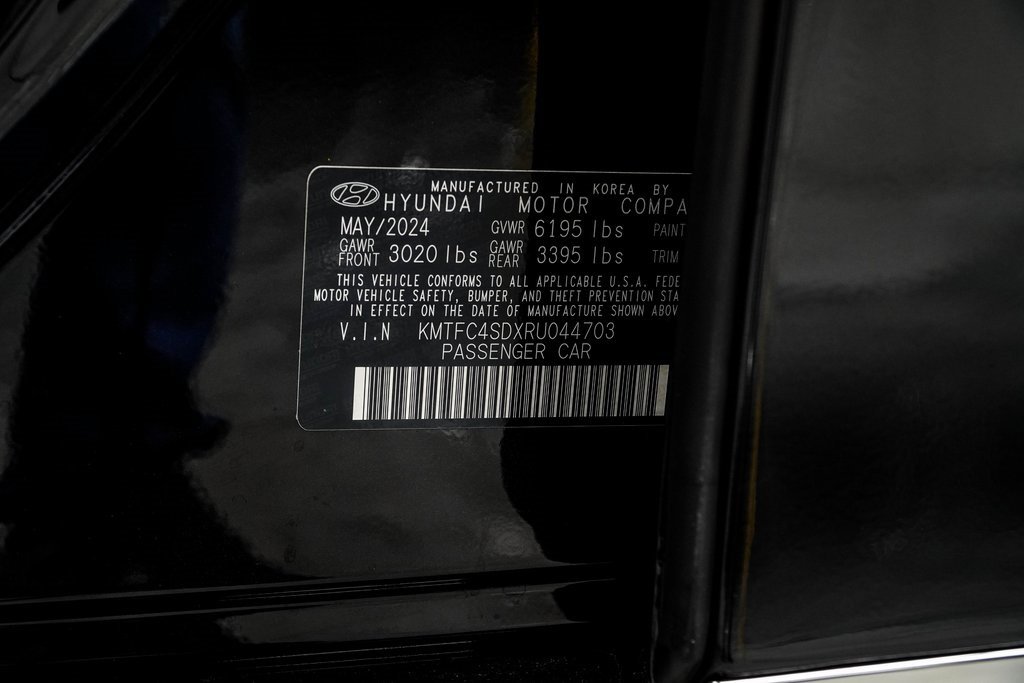 MANUFACTURED IN KOREA BY
HYUNDAI MOTOR COMPA
MAY/2024 GVWR 6195 lbs PAINT
GAWR FRONT 3020 lbs GAWR REAR 3395 lbs TRIM
THIS VEHICLE CONFORMS TO ALL APPLICABLE U.S.A. FEDE
MOTOR VEHICLE SAFETY, BUMPER, AND THEFT PREVENTION STA
IN EFFECT ON THE DATE OF MANUFACTURE SHOWN ABOV
V.I.N KMTFC4SDXRU044703
PASSENGER CAR